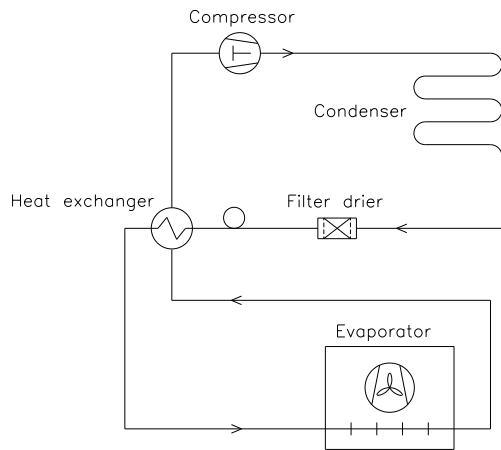 Compressor
Condenser
Heat exchanger
Filter drier
Evaporator